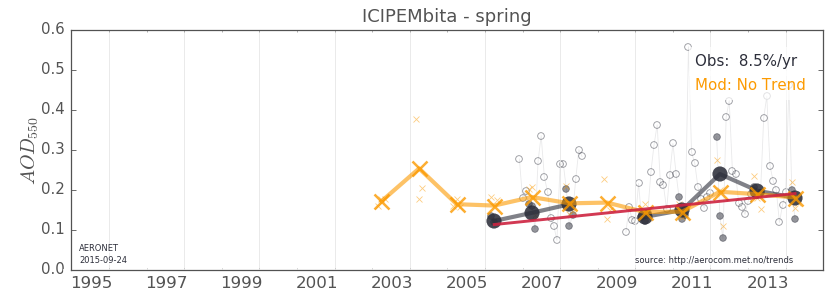 ICIPEMbita - spring
0.6
0.5
0.4
0.3
0.2
0.1
0.0
AOD550
Obs: 8.5%/yr
Mod: No Trend
AERONET
2015-09-24
source: http://aerocom.met.no/trends
1995 1997 1999 2001 2003 2005 2007 2009 2011 2013